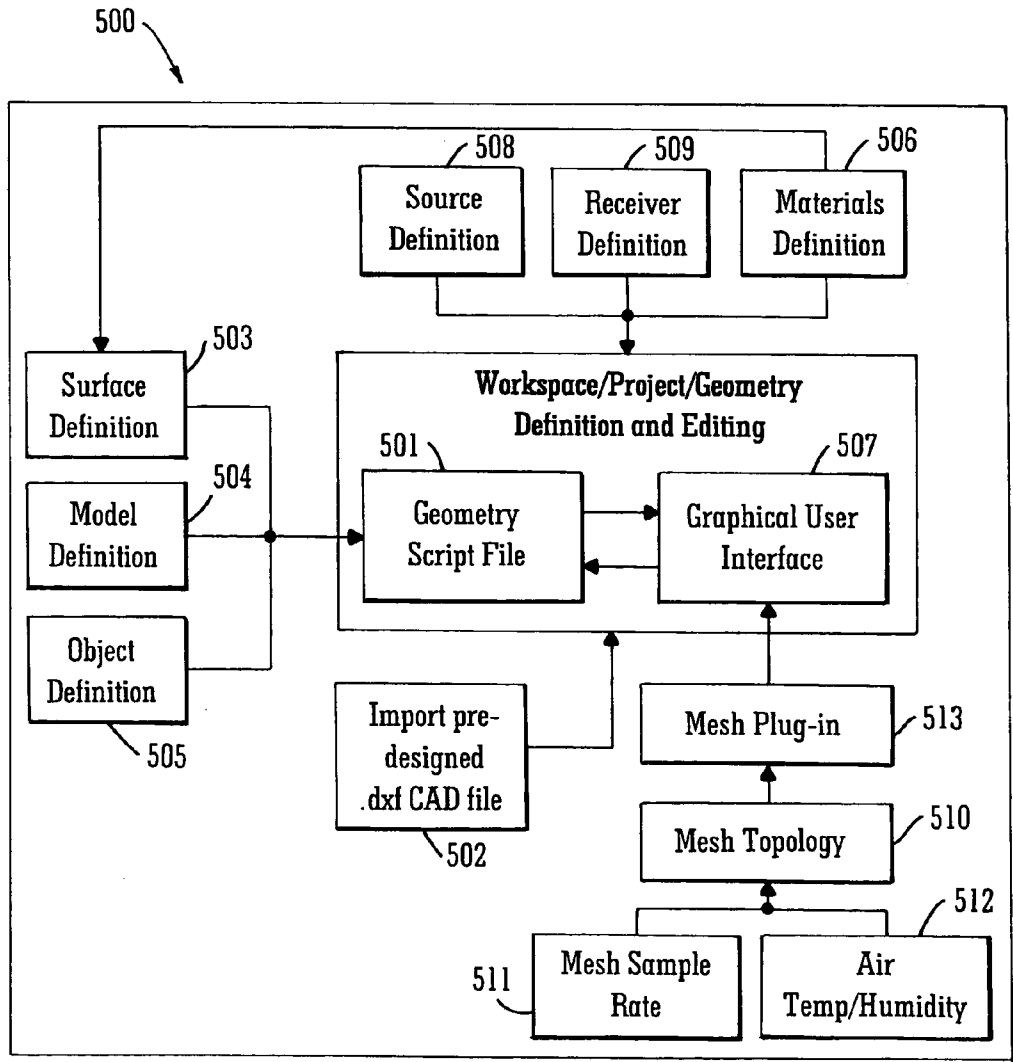 500
508
509
506
Source
Definition
Receiver
Definition
Materials
Definition
503
Surface
Definition
Workspace/Project/Geometry
Definition and Editing
504
501
507
Model
Definition
Geometry
Script File
Graphical User
Interface
Object
Definition
505
Import pre-
designed
.dxf CAD file
502
Mesh Plug-in
513
Mesh Topology
510
512
Mesh Sample
Rate
511
Air
Temp/Humidity